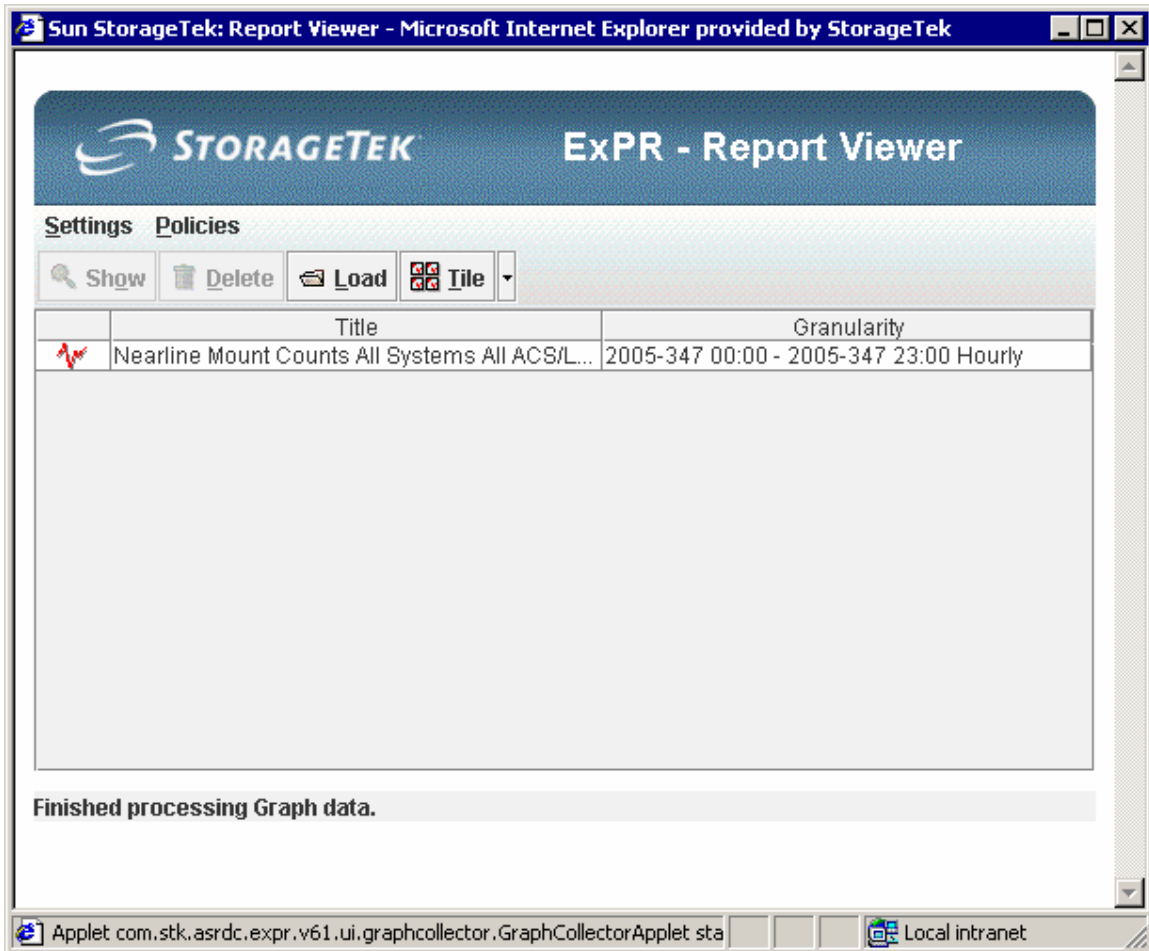 Sun StorageTek: Report Viewer - Microsoft Internet Explorer provided by StorageTek
STORAGETEK ExPR - Report Viewer
Settings Policies
Show Delete Load Tile
Title Granularity
Nearline Mount Counts All Systems All ACS/L... 2005-347 00:00 - 2005-347 23:00 Hourly
Finished processing Graph data.
Applet com.stk.asrdc.expr.v61.ui.graphcollector.GraphCollectorApplet sta Local intranet